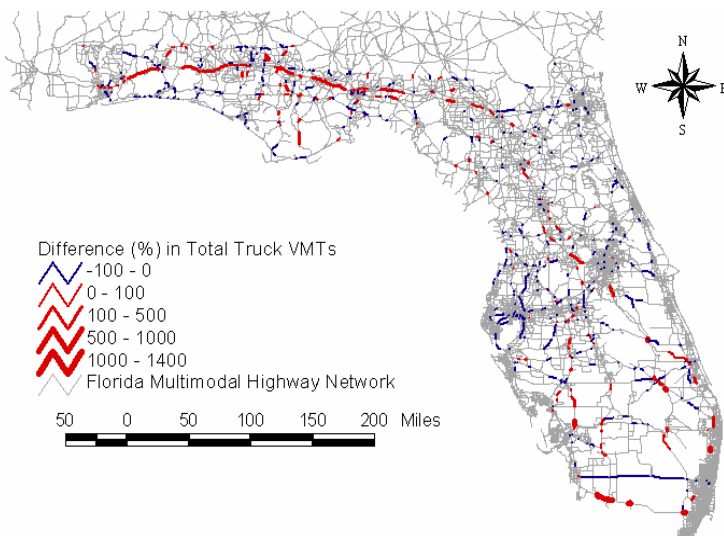 N
W E
S
Difference (%) in Total Truck VMTs
-100 - 0
0 - 100
100 - 500
500 - 1000
1000 - 1400
Florida Multimodal Highway Network
50 0 50 100 150 200 Miles